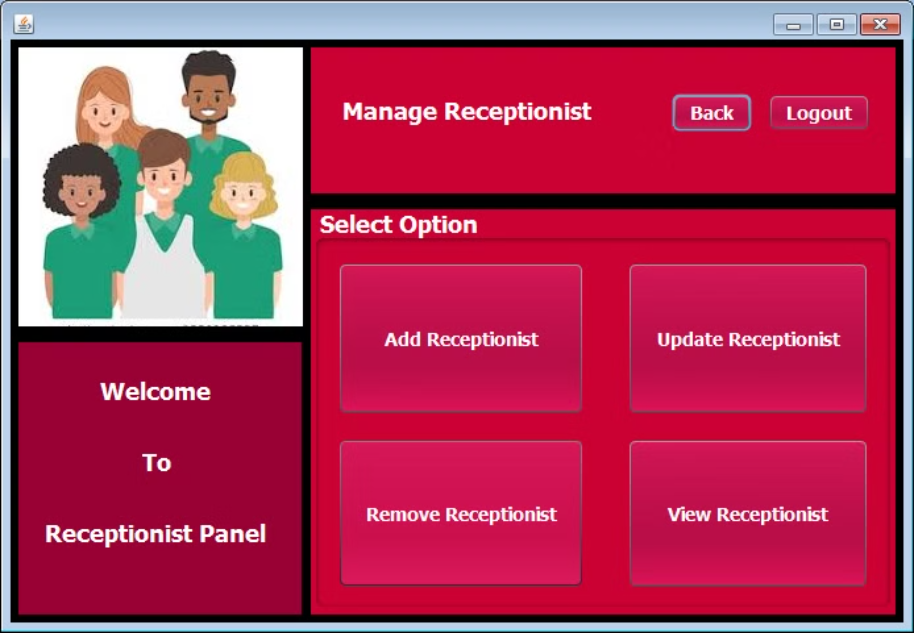 Manage Receptionist
Back
Logout
Select Option
Add Receptionist
Update Receptionist
Remove Receptionist
View Receptionist
Welcome
To
Receptionist Panel